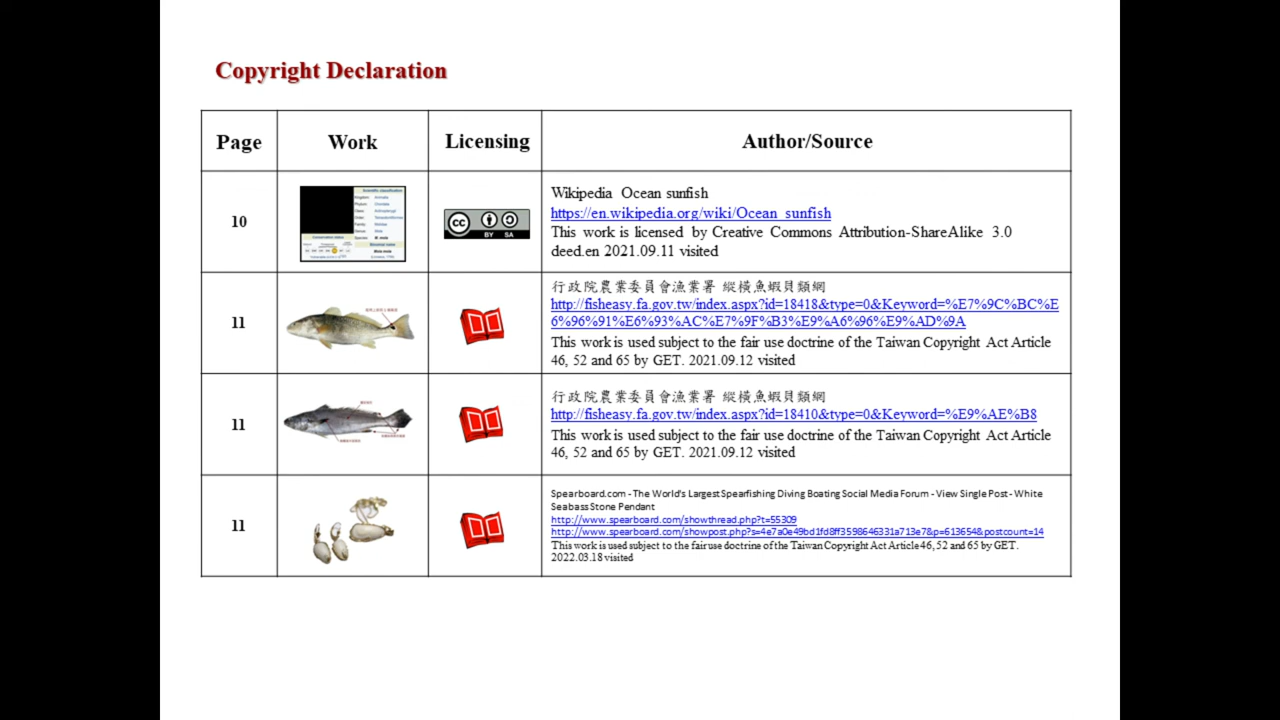 Copyright Declaration
Page Work Licensing Author/Source
10
BY SA
Wikipedia Ocean sunfish
https://en.wikipedia.org/wiki/Ocean_sunfish
This work is licensed by Creative Commons Attribution-ShareAlike 3.0
deed.en 2021.09.11 visited
11
行政院農業委員會漁業署 縱橫魚蝦貝類網
http://fisheasy.fa.gov.tw/index.aspx?id=18418&type=0&Keyword=%E7%9C%BC%E
6%96%91%E6%93%AC%E7%9F%B3%E9%A6%96%E9%AD%9A
This work is used subject to the fair use doctrine of the Taiwan Copyright Act Article
46, 52 and 65 by GET. 2021.09.12 visited
11
行政院農業委員會漁業署 縱橫魚蝦貝類網
http://fisheasy.fa.gov.tw/index.aspx?id=18410&type=0&Keyword=%E9%AE%B8
This work is used subject to the fair use doctrine of the Taiwan Copyright Act Article
46, 52 and 65 by GET. 2021.09.12 visited
11
Spearboard.com - The World's Largest Spearfishing Diving Boating Social Media Forum - View Single Post - White
Seabass Stone Pendant
http://www.spearboard.com/showthread.php?t=55309
http://www.spearboard.com/showpost.php?s=4e7a0e49bd1fd8ff3598646331a713e7&p=613654&postcount=14
This work is used subject to the fair use doctrine of the Taiwan Copyright Act Article 46, 52 and 65 by GET.
2022.03.18 visited